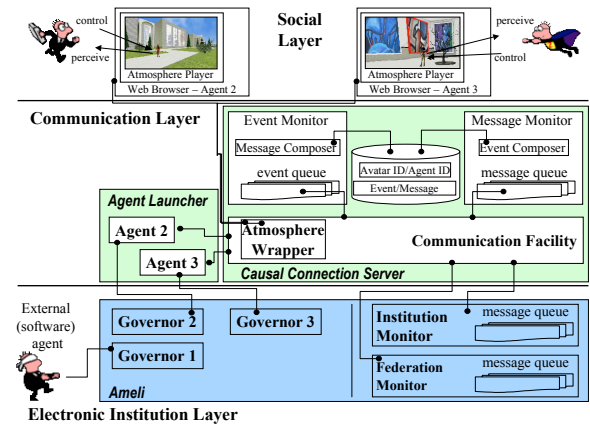 control
perceive
Atmosphere Player
Web Browser – Agent 2
Social
Layer
Atmosphere Player
Web Browser – Agent 3
perceive
control
Communication Layer
Event Monitor
Message Composer
event queue
Avatar ID/Agent ID
Event/Message
Message Monitor
Event Composer
message queue
Agent Launcher
Agent 2
Agent 3
Atmosphere
Wrapper
Communication Facility
Causal Connection Server
External
(software)
agent
Governor 2
Governor 3
Governor 1
Ameli
Institution
Monitor
message queue
Federation
Monitor
message queue
Electronic Institution Layer